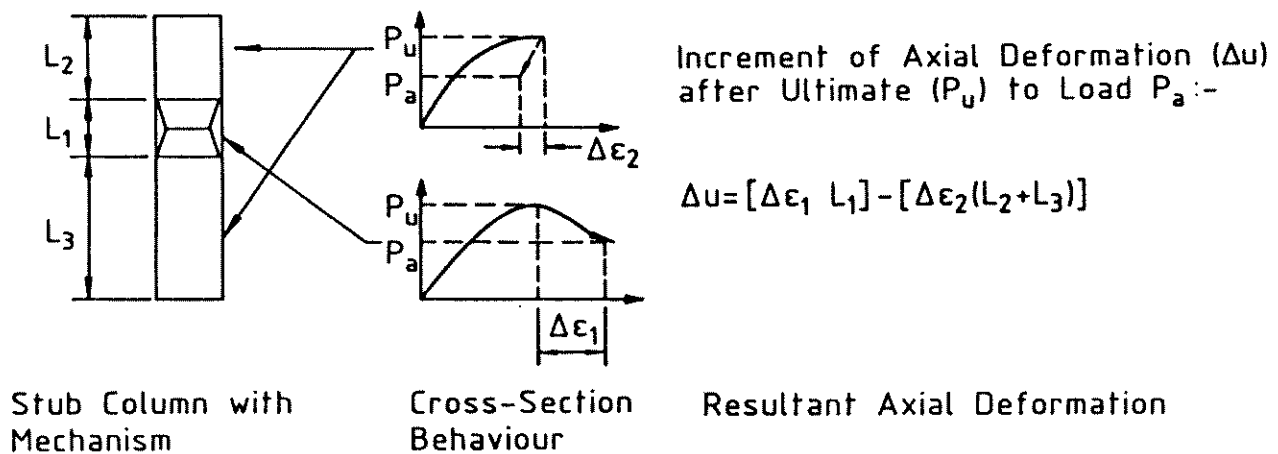 L₂
L₁
L₃
Pᵤ
Pₐ
Δε₂
Pᵤ
Pₐ
Δε₁
Increment of Axial Deformation (Δu)
after Ultimate (Pᵤ) to Load Pₐ:-
Δu=[Δε₁ L₁]-[Δε₂(L₂+L₃)]
Stub Column with
Mechanism
Cross-Section
Behaviour
Resultant Axial Deformation